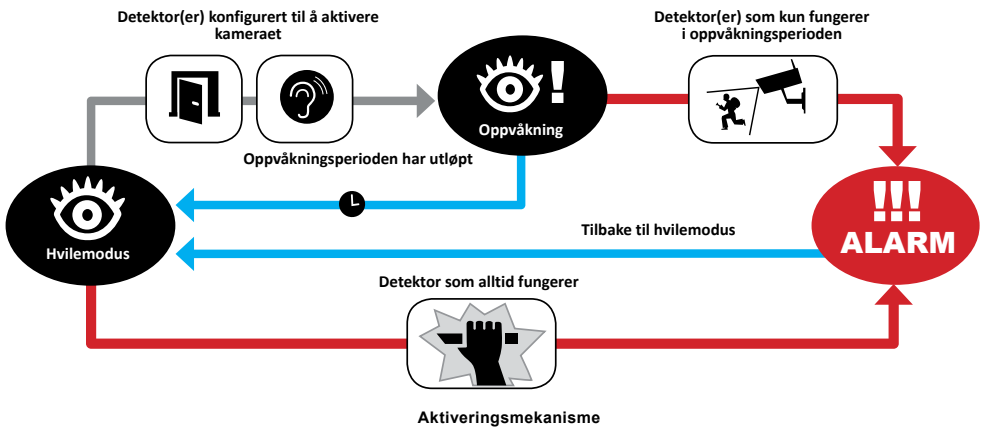 Detektor(er) konfigurert til å aktivere
kameraet
Detektor(er) som kun fungerer
i oppvåkningsperioden
Oppvåkning
Oppvåkningsperioden har utløpt
Hvilemodus
Tilbake til hvilemodus
!!!
ALARM
Detektor som alltid fungerer
Aktiveringsmekanisme